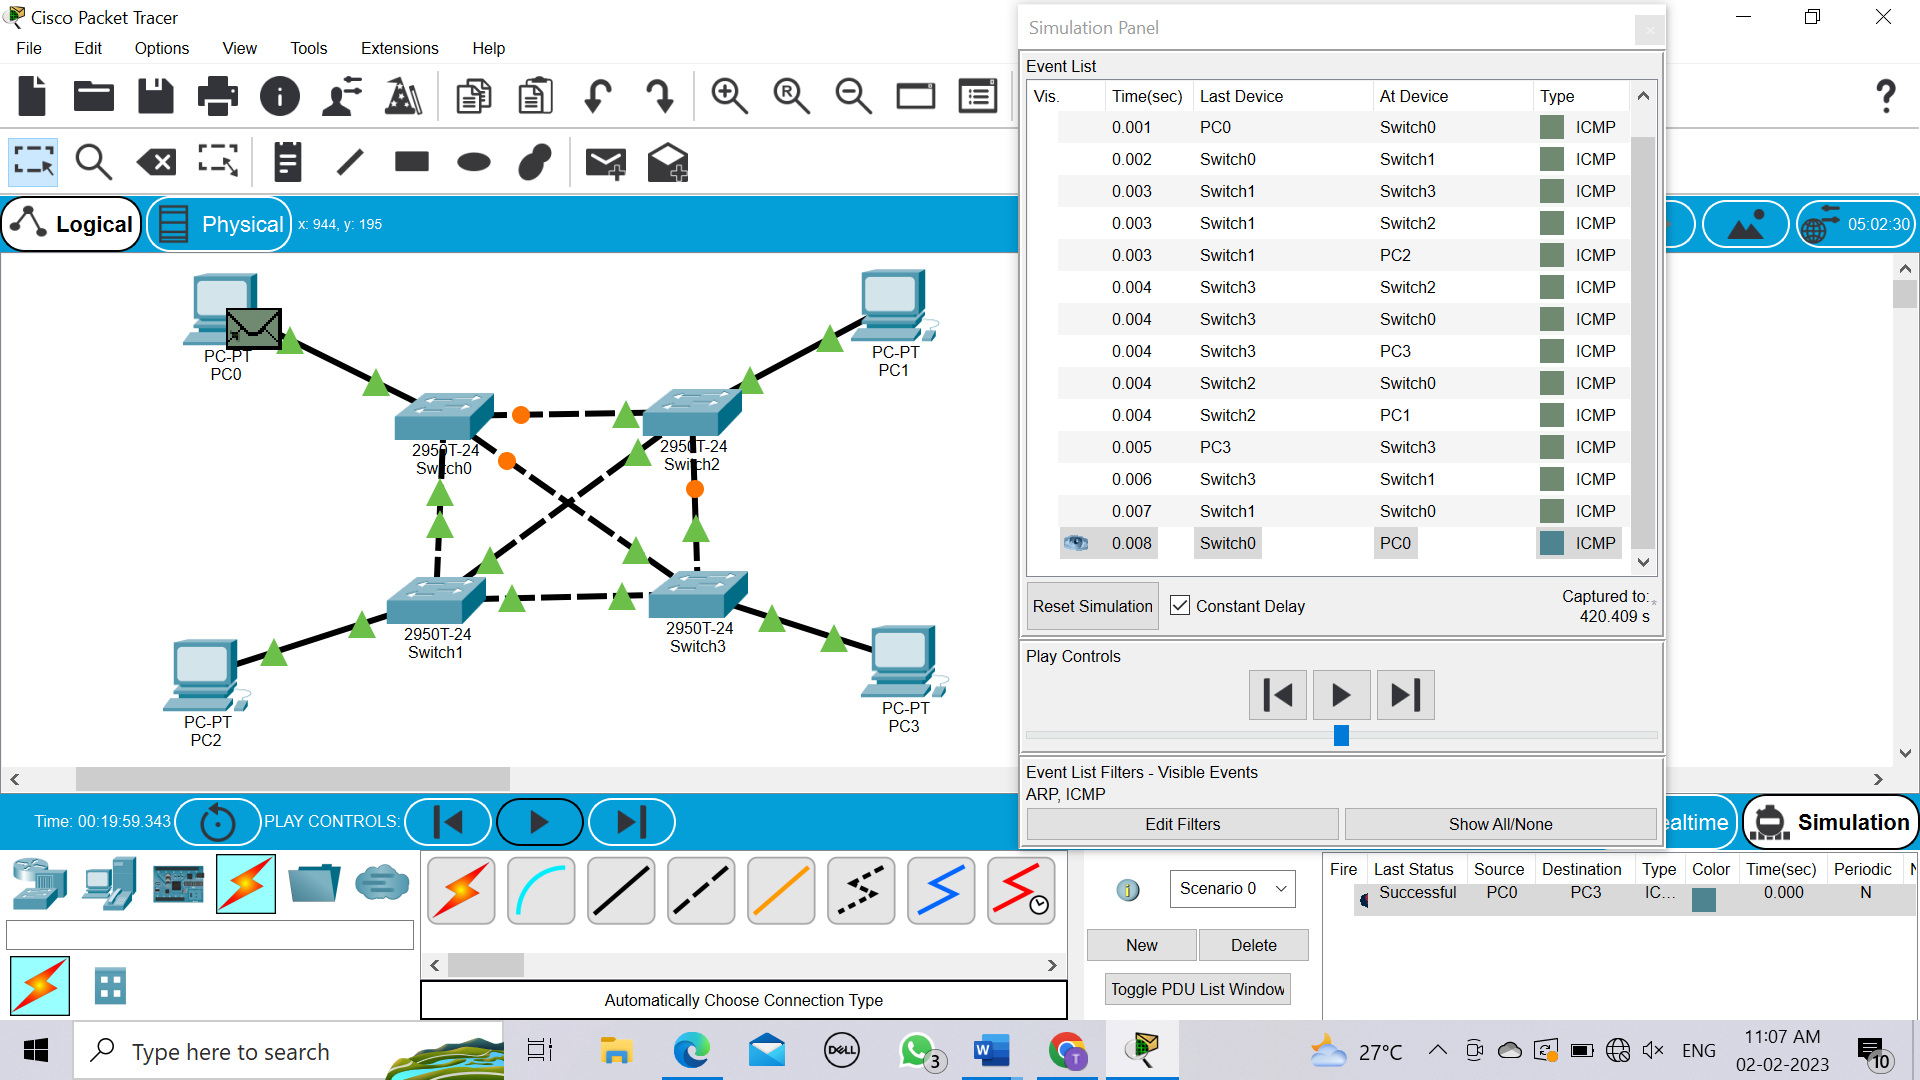 Cisco Packet Tracer
File Edit Options View Tools Extensions Help
Logical Physical x: 944, y: 195
05:02:30
PC-PT
PC0
PC-PT
PC1
2950T-24
Switch0
2950T-24
Switch2
2950T-24
Switch1
2950T-24
Switch3
PC-PT
PC2
PC-PT
PC3
Simulation Panel
Event List
Vis. Time(sec) Last Device At Device Type
0.001 PC0 Switch0 ICMP
0.002 Switch0 Switch1 ICMP
0.003 Switch1 Switch3 ICMP
0.003 Switch1 Switch2 ICMP
0.003 Switch1 PC2 ICMP
0.004 Switch3 Switch2 ICMP
0.004 Switch3 Switch0 ICMP
0.004 Switch3 PC3 ICMP
0.004 Switch2 Switch0 ICMP
0.004 Switch2 PC1 ICMP
0.005 PC3 Switch3 ICMP
0.006 Switch3 Switch1 ICMP
0.007 Switch1 Switch0 ICMP
0.008 Switch0 PC0 ICMP
Reset Simulation Constant Delay Captured to: *
420.409 s
Play Controls
Event List Filters - Visible Events
ARP, ICMP
Edit Filters Show All/None
Time: 00:19:59.343 PLAY CONTROLS:
ealtime Simulation
Scenario 0
New Delete
Toggle PDU List Window
Fire Last Status Source Destination Type Color Time(sec) Periodic
Successful PC0 PC3 IC... 0.000 N
Automatically Choose Connection Type
Type here to search
DELL
3
W
T
27°C
ENG
11:07 AM
02-02-2023
10